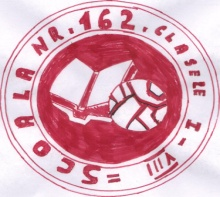 SCOALA NR. 162. CLASELE I-VIII =